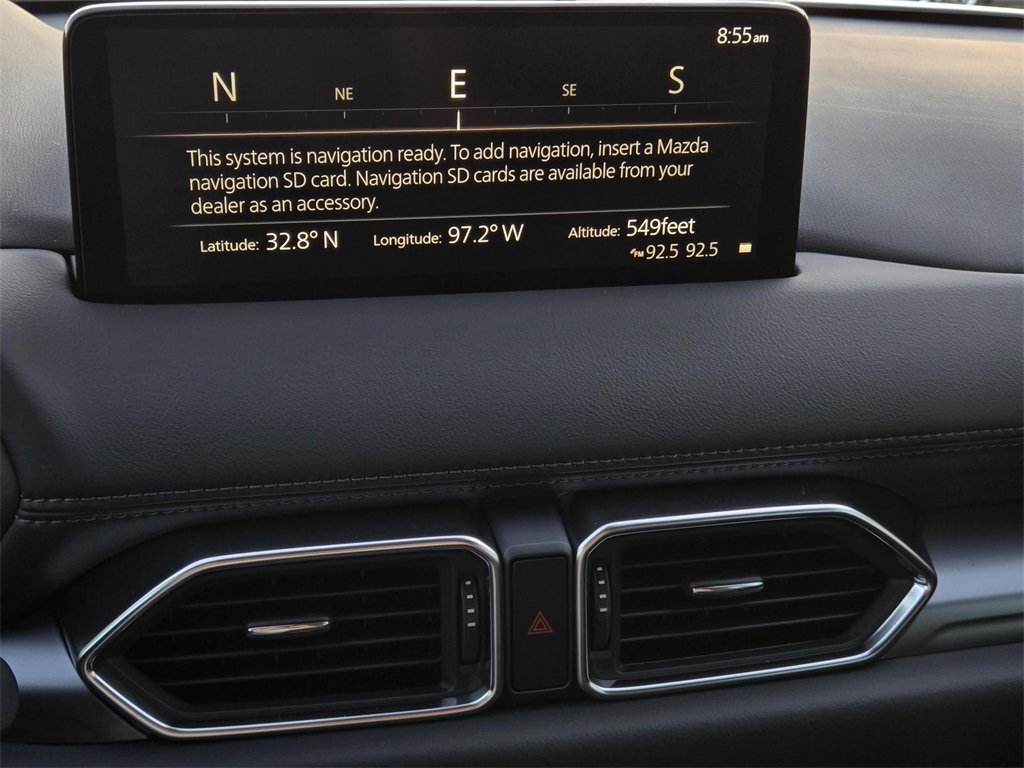 8:55am
N NE E SE S
This system is navigation ready. To add navigation, insert a Mazda
navigation SD card. Navigation SD cards are available from your
dealer as an accessory.
Latitude: 32.8° N Longitude: 97.2° W Altitude: 549feet
FM 92.5 92.5